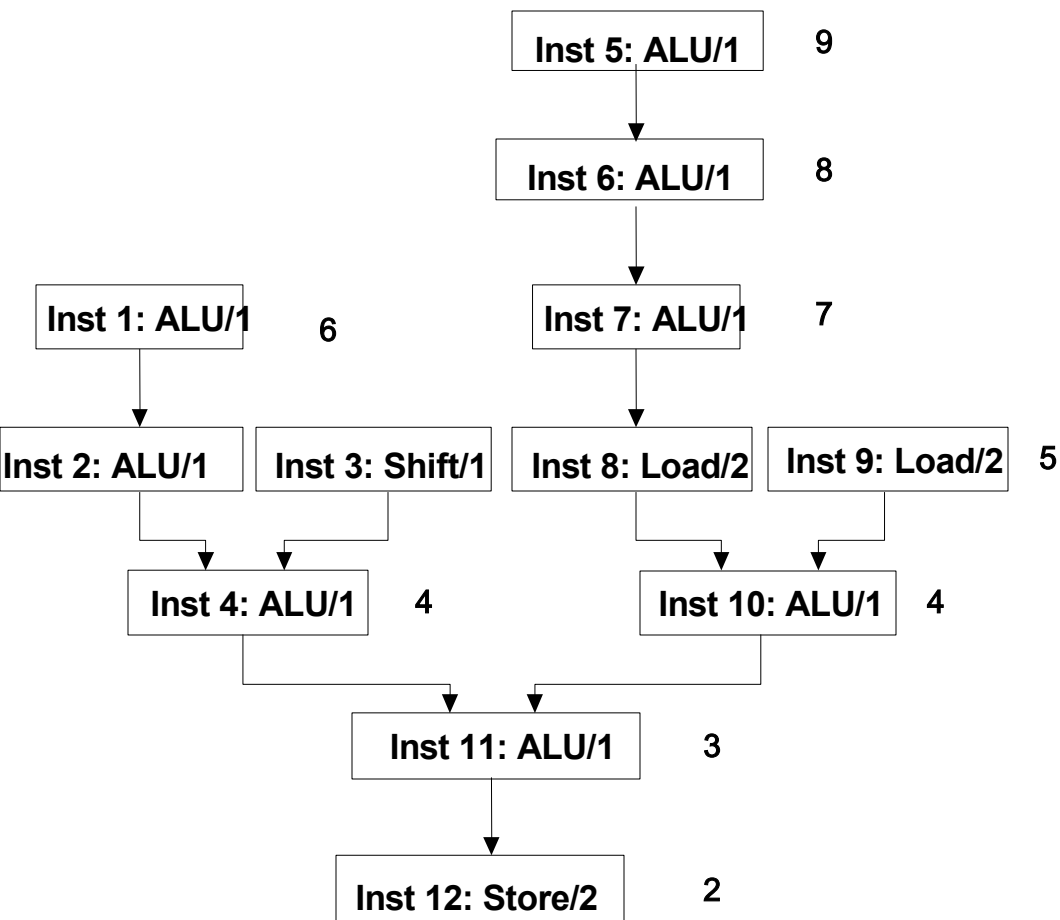 Inst 5: ALU/1 9
Inst 6: ALU/1 8
Inst 7: ALU/1 7
Inst 1: ALU/1 6
Inst 2: ALU/1 Inst 3: Shift/1 Inst 8: Load/2 Inst 9: Load/2 5
Inst 4: ALU/1 4 Inst 10: ALU/1 4
Inst 11: ALU/1 3
Inst 12: Store/2 2